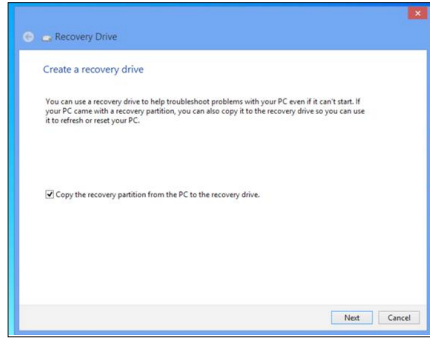 Recovery Drive
Create a recovery drive
You can use a recovery drive to help troubleshoot problems with your PC even if it can't start. If
your PC came with a recovery partition, you can also copy it to the recovery drive so you can use
it to refresh or reset your PC.
Copy the recovery partition from the PC to the recovery drive.
Next Cancel